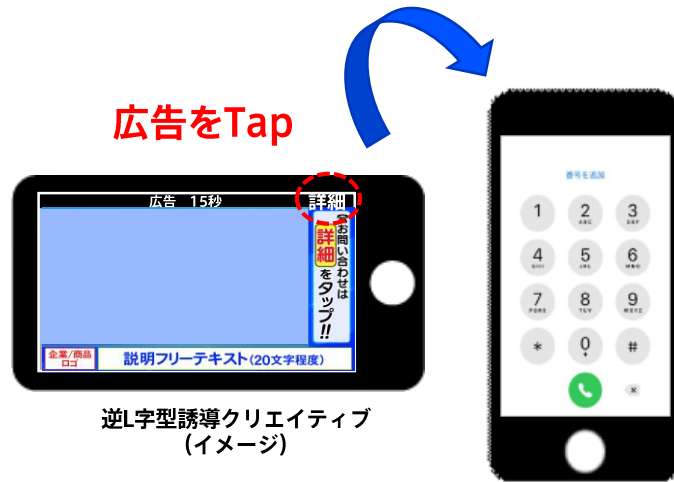 広告をTap
広告 15秒
詳細
☎お問い合わせは
詳細をタップ!!
企業/商品
ロゴ
説明フリーテキスト(20文字程度)
逆L字型誘導クリエイティブ
(イメージ)
番号を追加
1 2 3
ABC DEF
4 5 6
GHI JKL MNO
7 8 9
PQRS TUV WXYZ
* 0 #
+